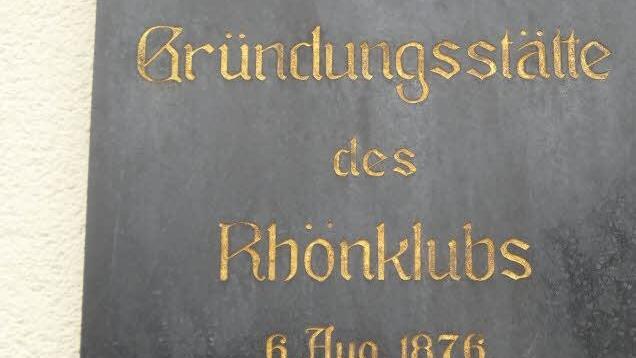 Gründungsstätte
des
Rhönklubs
6. Aug. 1876